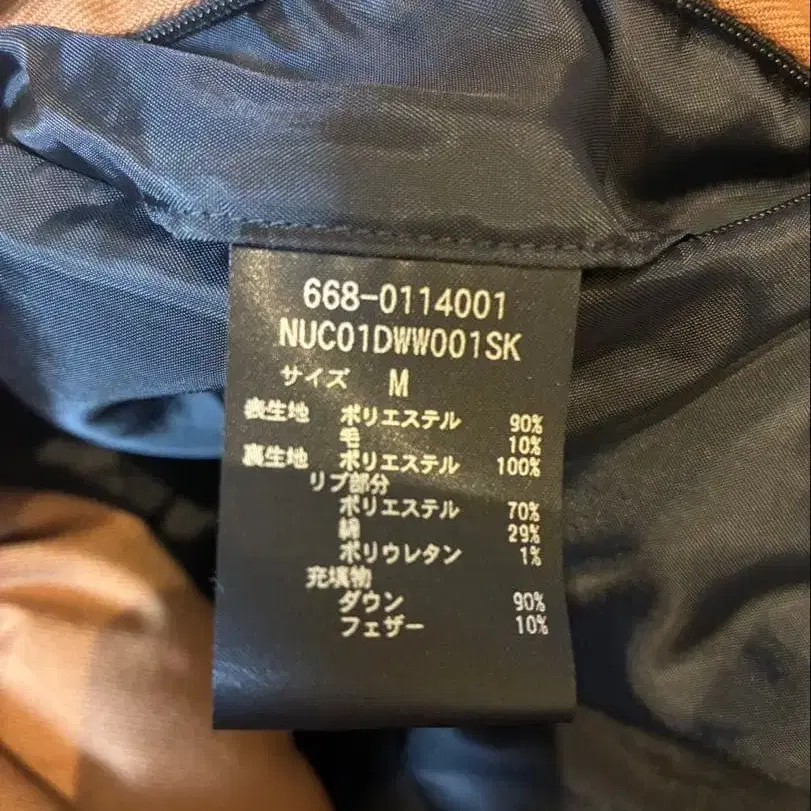 668-0114001
NUC01DWW001SK
サイズ M
表生地 ポリエステル 90%
毛 10%
裏生地 ポリエステル 100%
リブ部分
ポリエステル 70%
綿 29%
ポリウレタン 1%
充填物
ダウン 90%
フェザー 10%